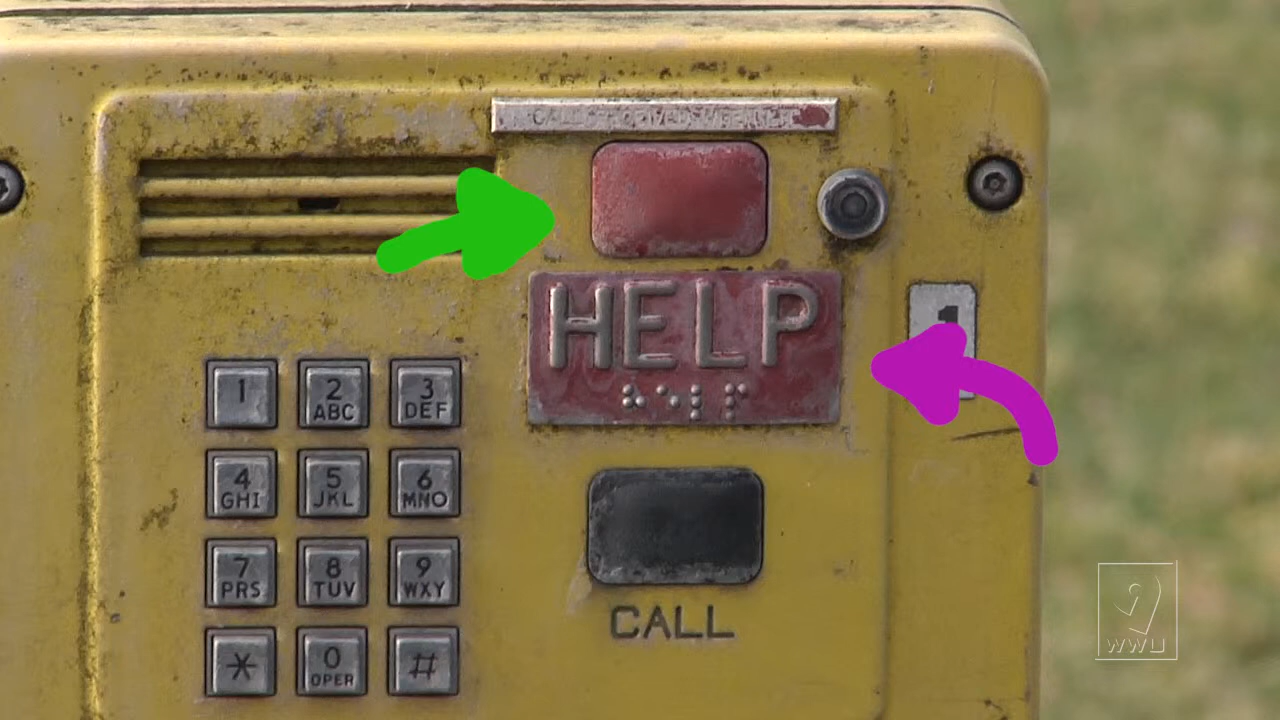 HELP
⠓⠑⠇⠏
1
1
2 ABC
3 DEF
4 GHI
5 JKL
6 MNO
7 PRS
8 TUV
9 WXY
*
0 OPER
#
CALL
WWU